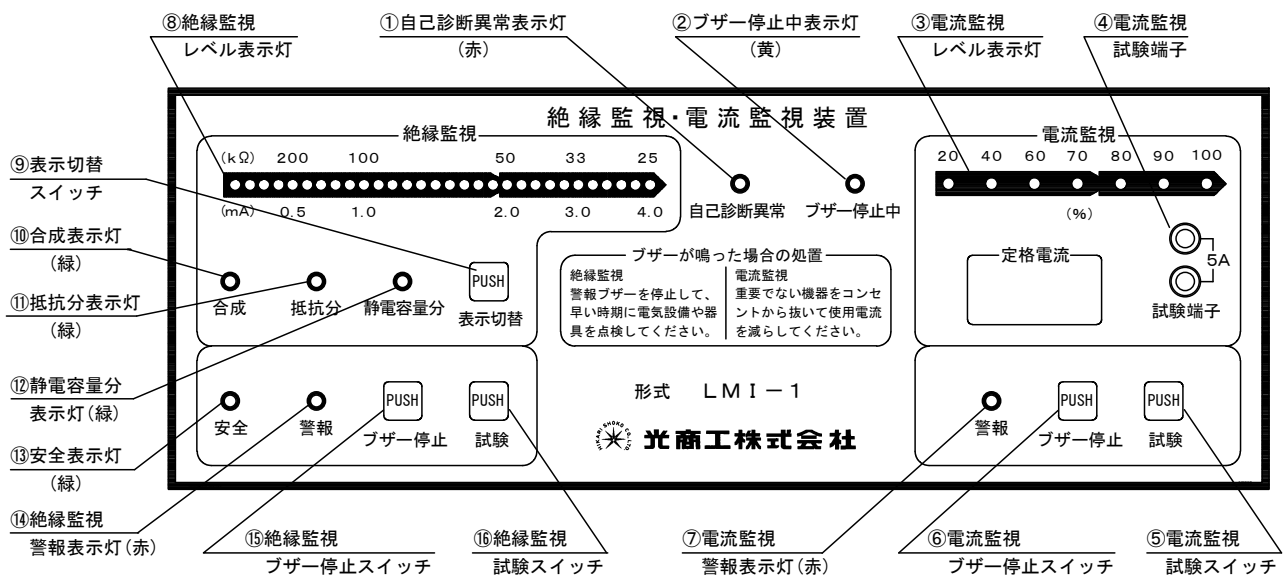 ⑧絶縁監視
レベル表示灯
①自己診断異常表示灯
(赤)
②ブザー停止中表示灯
(黄)
③電流監視
レベル表示灯
④電流監視
試験端子
絶縁監視・電流監視装置
絶縁監視
(kΩ) 200 100 50 33 25
(mA) 0.5 1.0 2.0 3.0 4.0
自己診断異常
ブザー停止中
電流監視
20 40 60 70 80 90 100
(%)
⑨表示切替
スイッチ
⑩合成表示灯
(緑)
⑪抵抗分表示灯
(緑)
⑫静電容量分
表示灯(緑)
⑬安全表示灯
(緑)
⑭絶縁監視
警報表示灯(赤)
合成
抵抗分
静電容量分
PUSH
表示切替
ブザーが鳴った場合の処置
絶縁監視
警報ブザーを停止して、
早い時期に電気設備や器
具を点検してください。
電流監視
重要でない機器をコンセ
ントから抜いて使用電流
を減らしてください。
定格電流
5A
試験端子
安全
警報
PUSH
ブザー停止
PUSH
試験
形式 LMI-1
HIKARI SHOKO CO.LTD.
光商工株式会社
警報
PUSH
ブザー停止
PUSH
試験
⑮絶縁監視
ブザー停止スイッチ
⑯絶縁監視
試験スイッチ
⑦電流監視
警報表示灯(赤)
⑥電流監視
ブザー停止スイッチ
⑤電流監視
試験スイッチ